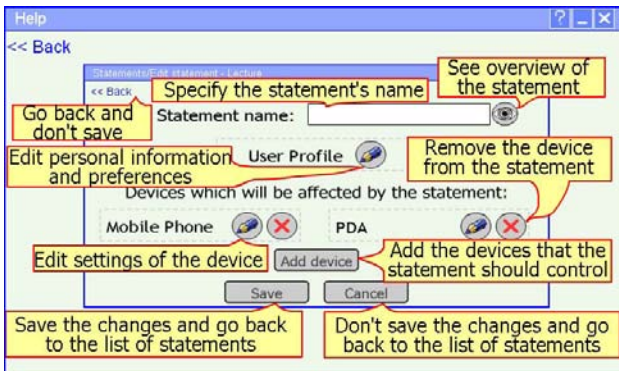 Help
<< Back
Statements/Edit statement - Lecture
<< Back
Specify the statement's name
See overview of
the statement
Go back and
don't save
Statement name:
Edit personal information
and preferences
User Profile
Remove the device
from the statement
Devices which will be affected by the statement:
Mobile Phone
PDA
Edit settings of the device
Add device
Add the devices that the
statement should control
Save
Cancel
Save the changes and go back
to the list of statements
Don't save the changes and go
back to the list of statements